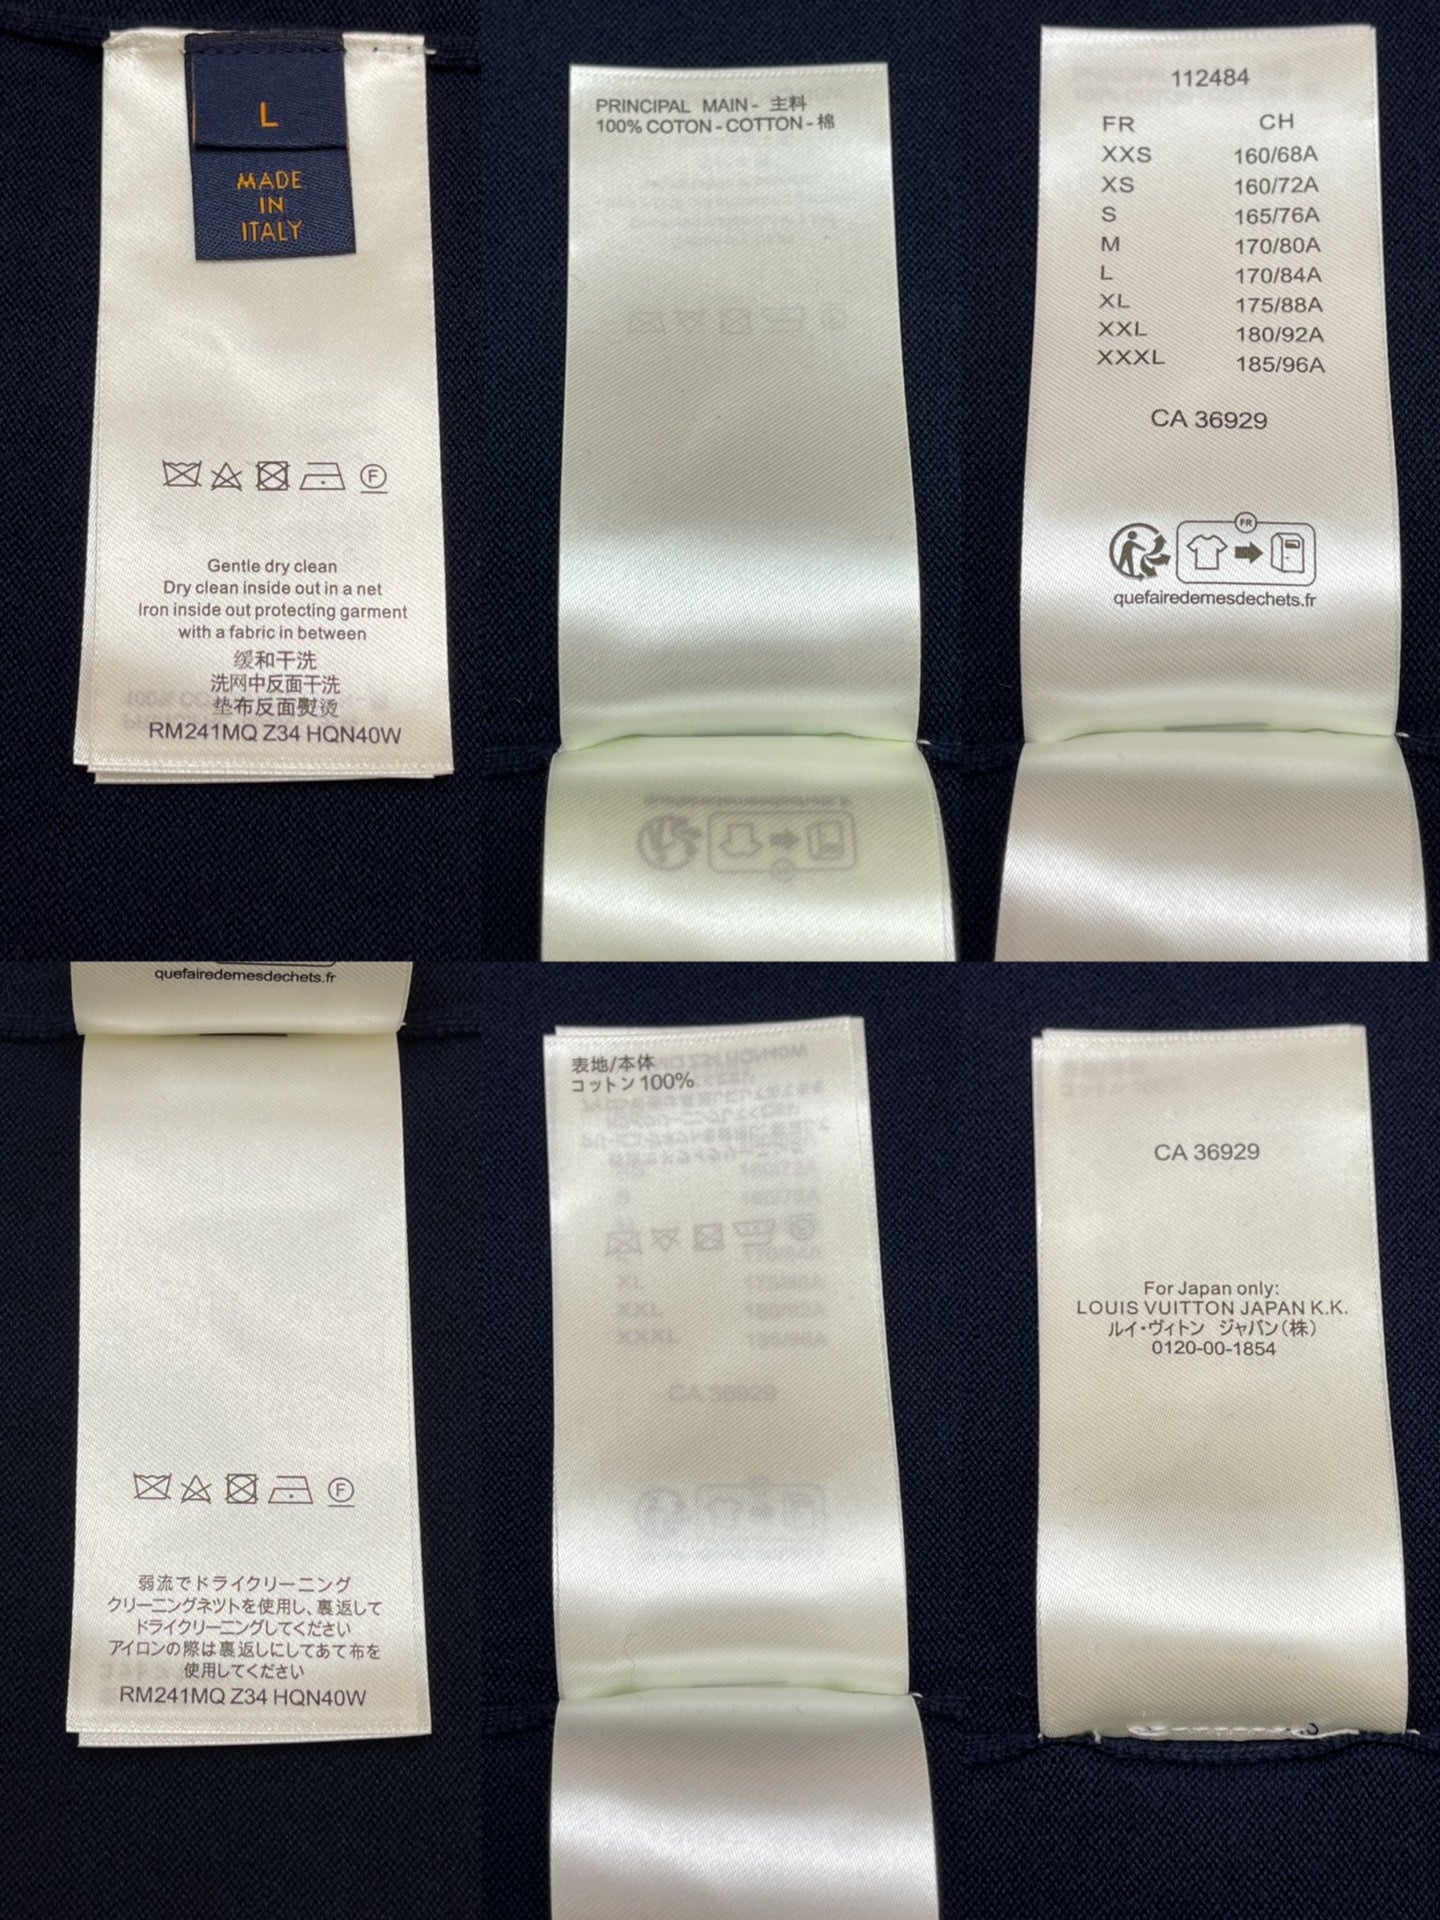 L
MADE
IN
ITALY
Gentle dry clean
Dry clean inside out in a net
Iron inside out protecting garment
with a fabric in between
缓和干洗
洗网中反面干洗
垫布反面熨烫
RM241MQ Z34 HQN40W
PRINCIPAL MAIN - 主料
100% COTON - COTTON - 棉
112484
FR CH
XXS 160/68A
XS 160/72A
S 165/76A
M 170/80A
L 170/84A
XL 175/88A
XXL 180/92A
XXXL 185/96A
CA 36929
FR
quefairedemesdechets.fr
quefairedemesdechets.fr
F
弱流でドライクリーニング
クリーニングネットを使用し、裏返して
ドライクリーニングしてください
アイロンの際は裏返しにしてあて布を
使用してください
RM241MQ Z34 HQN40W
表地/本体
コットン 100%
CA 36929
For Japan only:
LOUIS VUITTON JAPAN K.K.
ルイ・ヴィトン ジャパン(株)
0120-00-1854